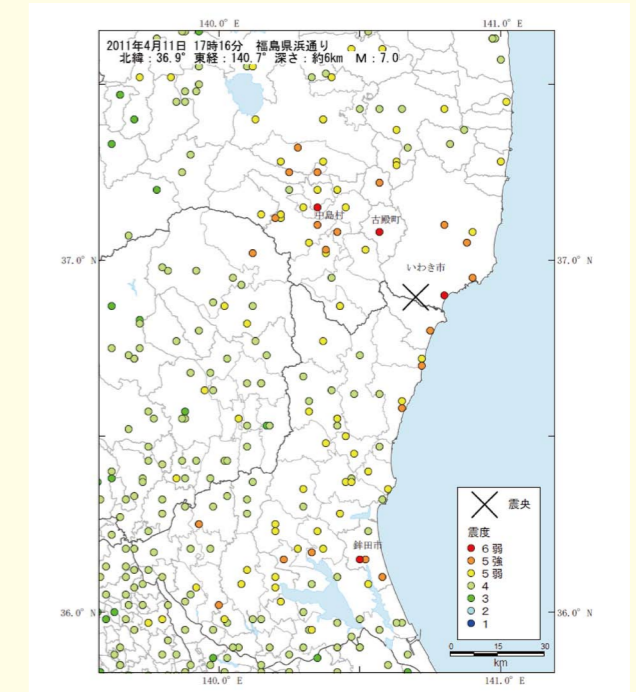 140.0° E
141.0° E
2011年4月11日 17時16分 福島県浜通り
北緯：36.9° 東経：140.7° 深さ：約6km M：7.0
中島村
古殿町
37.0° N
37.0° N
いわき市
震央
震度
6弱
5強
5弱
4
3
2
1
鉾田市
36.0° N
36.0° N
0 15 30
km
140.0° E
141.0° E